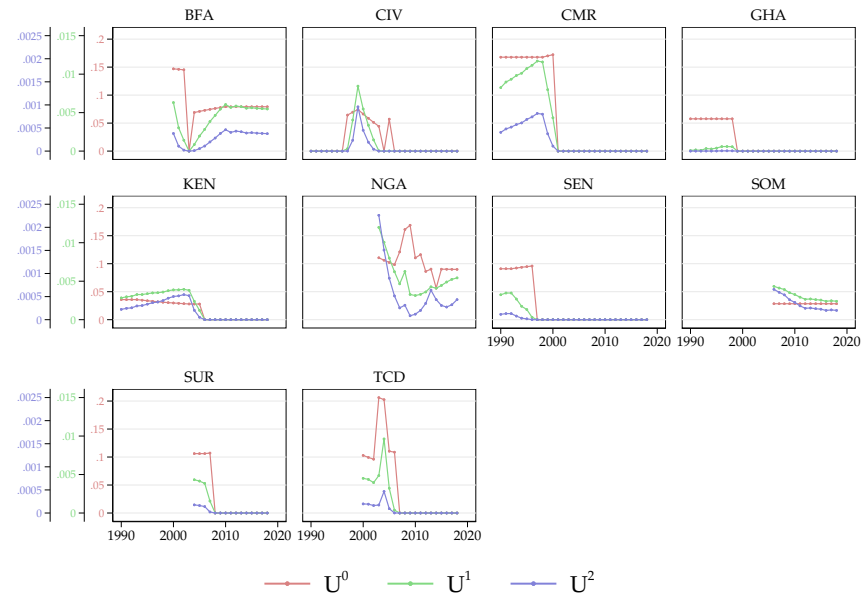 BFA CIV CMR GHA
.0025 .015 .2
.002 .15
.0015 .01
.001 .1
.005
.0005 .05
0 0 0
KEN NGA SEN SOM
.0025 .015 .2
.002 .15
.0015 .01
.001 .1
.005
.0005 .05
0 0 0
1990 2000 2010 2020 1990 2000 2010 2020
SUR TCD
.0025 .015 .2
.002 .15
.0015 .01
.001 .1
.005
.0005 .05
0 0 0
1990 2000 2010 2020 1990 2000 2010 2020
U⁰ U¹ U²